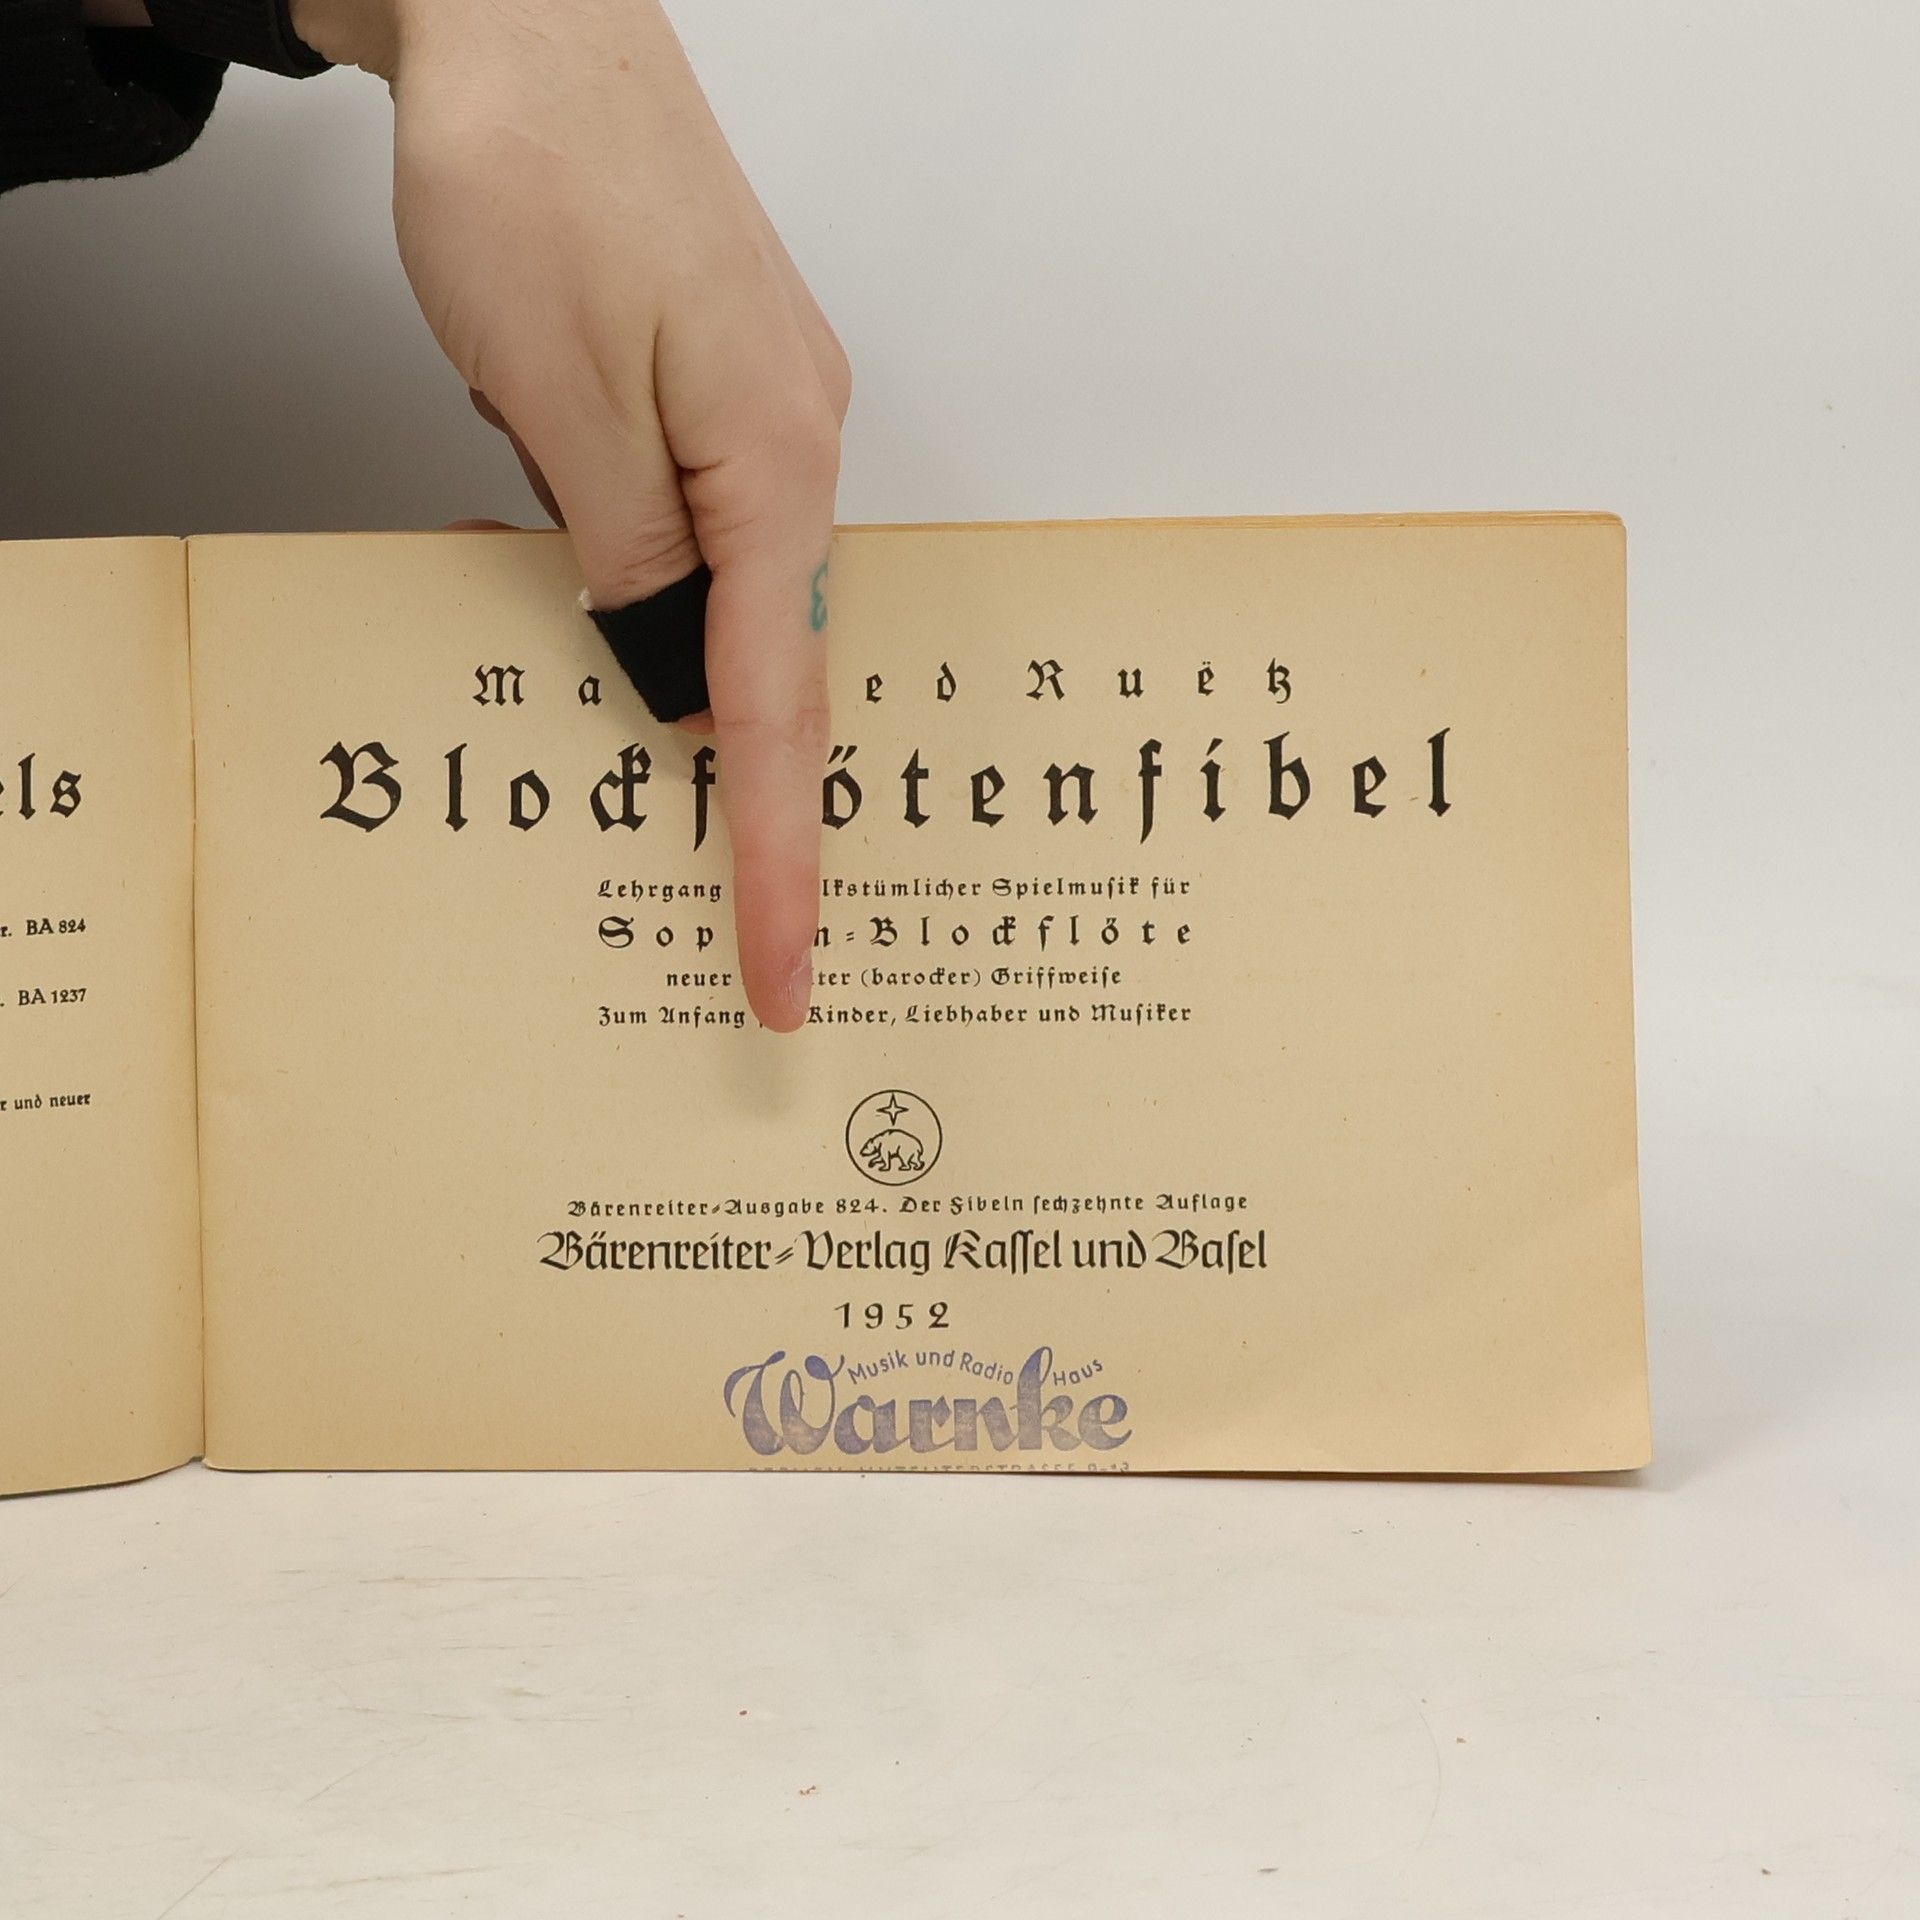 els
r. BA 824
. BA 1237
r und neuer
Ma ed Ruëtz
Blockf ötenfibel
Lehrgang lkstümlicher Spielmusik für
Sop n-Blockflöte
neuer lter (barocker) Griffweise
Zum Anfang Kinder, Liebhaber und Musiker
Bärenreiter-Ausgabe 824. Der Fibeln sechzehnte Auflage
Bärenreiter-Verlag Kassel und Basel
1952
Musik und Radio Haus
Warnke